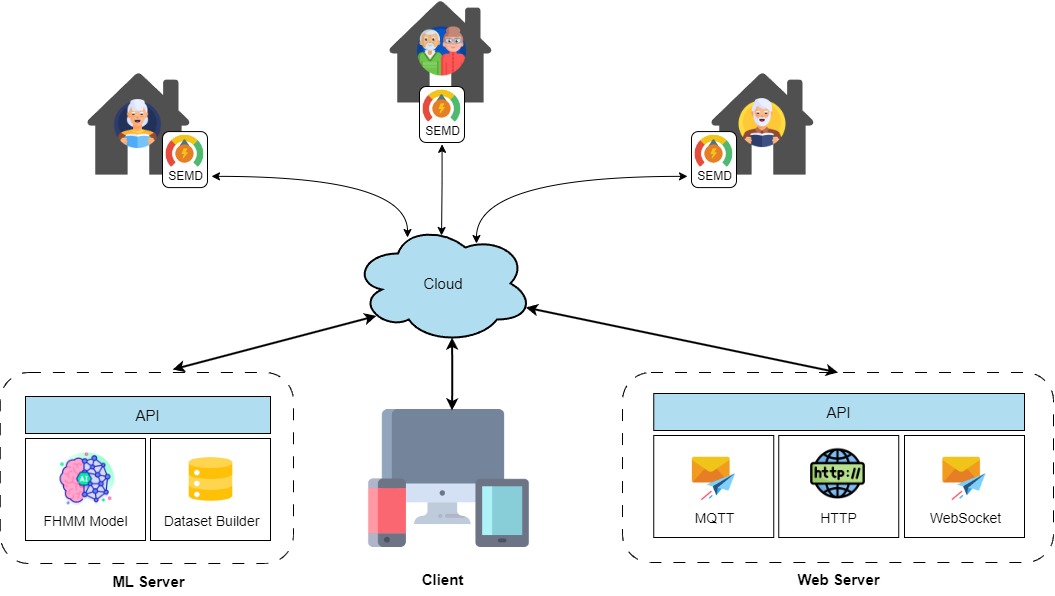 SEMD
SEMD
SEMD
Cloud
API
AI
FHMM Model
Dataset Builder
ML Server
Client
API
MQTT
http://
HTTP
WebSocket
Web Server